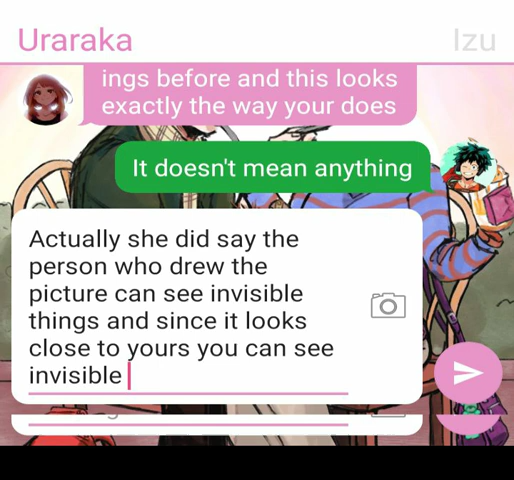 Uraraka
Izu
ings before and this looks
exactly the way your does
It doesn't mean anything
Actually she did say the
person who drew the
picture can see invisible
things and since it looks
close to yours you can see
invisible